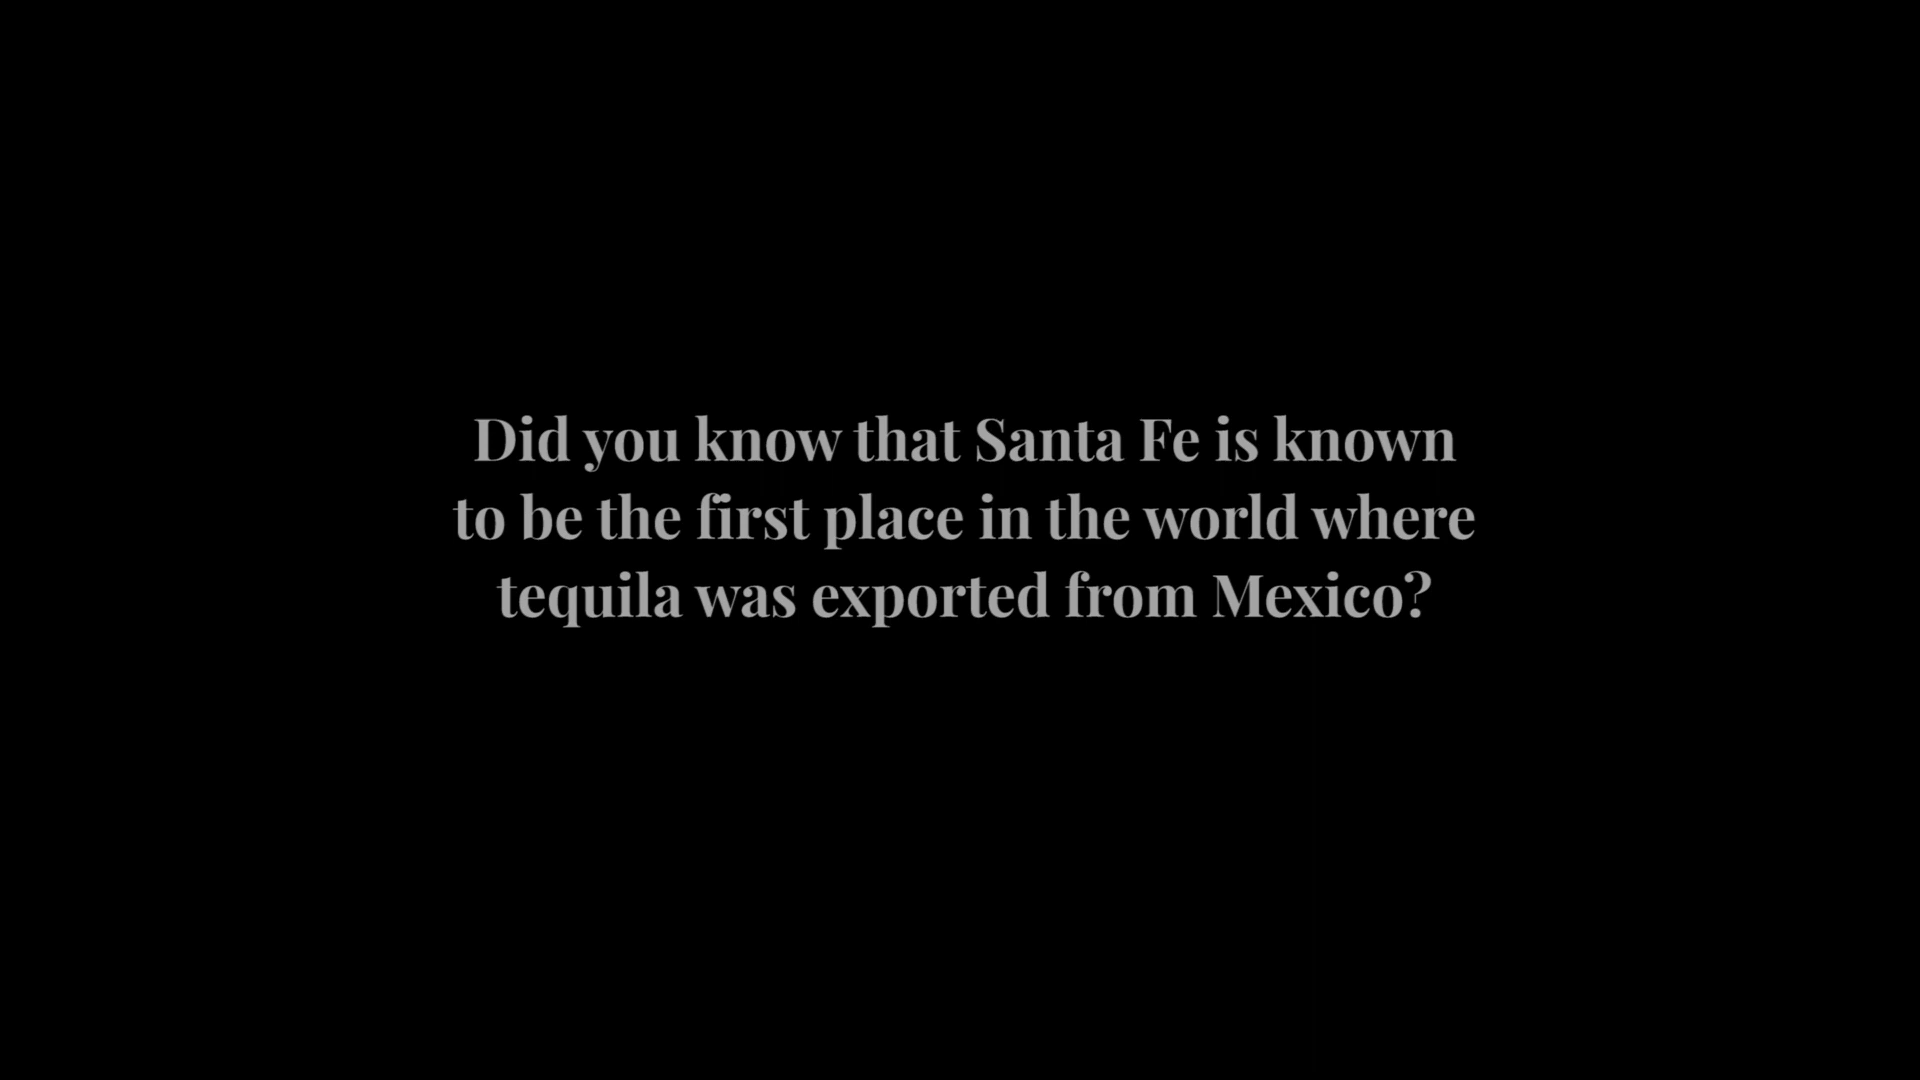 Did you know that Santa Fe is known
to be the first place in the world where
tequila was exported from Mexico?